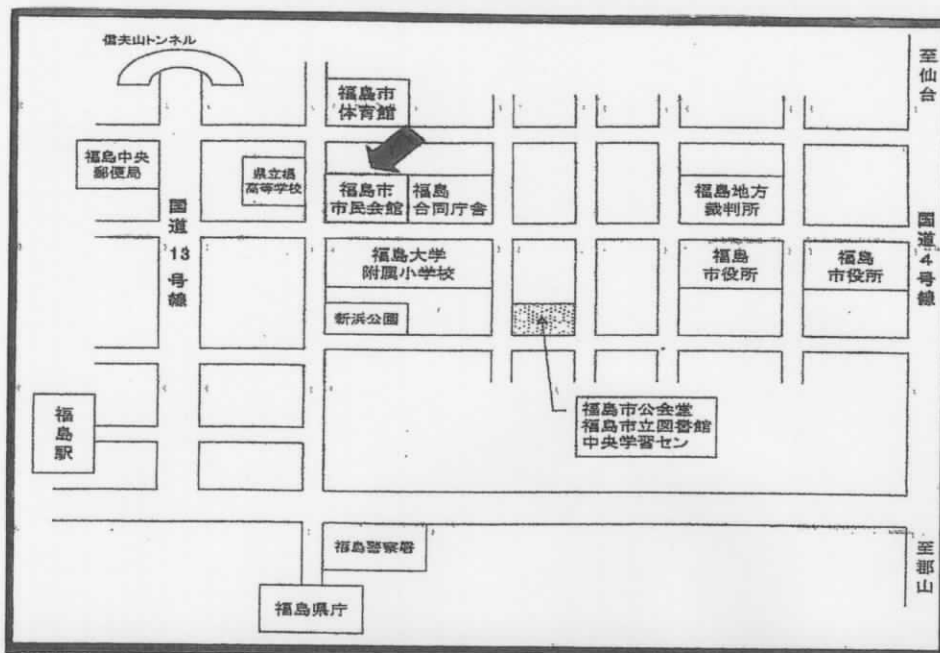 信夫山トンネル
至仙台
福島市
体育館
福島中央
郵便局
県立橘
高等学校
福島市
市民会館
福島
合同庁舎
福島地方
裁判所
国道13号線
国道4号線
福島大学
附属小学校
福島
市役所
福島
市役所
新浜公園
福島駅
福島市公会堂
福島市立図書館
中央学習セン
福島警察署
至郡山
福島県庁